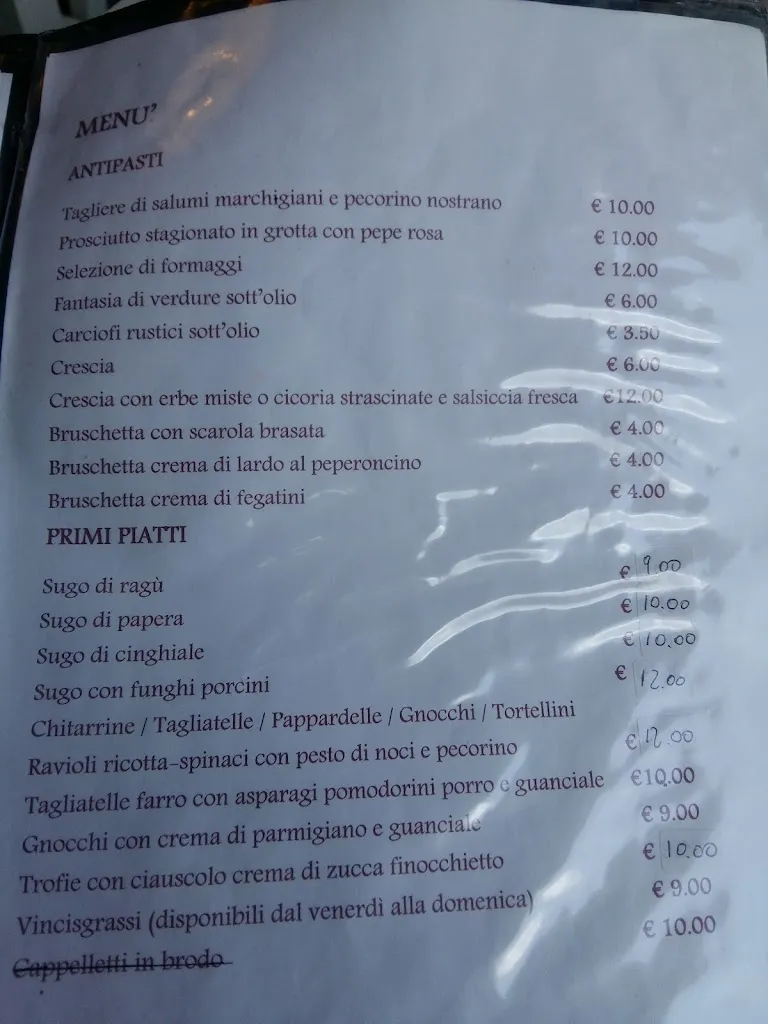 MENU'
ANTIPASTI
Tagliere di salumi marchigiani e pecorino nostrano € 10.00
Prosciutto stagionato in grotta con pepe rosa € 10.00
Selezione di formaggi € 12.00
Fantasia di verdure sott'olio € 6.00
Carciofi rustici sott'olio € 3.50
Crescia € 6.00
Crescia con erbe miste o cicoria strascinate e salsiccia fresca €12.00
Bruschetta con scarola brasata € 4.00
Bruschetta crema di lardo al peperoncino € 4.00
Bruschetta crema di fegatini € 4.00
PRIMI PIATTI
Sugo di ragù € 9.00
Sugo di papera € 10.00
Sugo di cinghiale € 10.00
Sugo con funghi porcini € 12.00
Chitarrine / Tagliatelle / Pappardelle / Gnocchi / Tortellini
Ravioli ricotta-spinaci con pesto di noci e pecorino € 12.00
Tagliatelle farro con asparagi pomodorini porro e guanciale €10.00
Gnocchi con crema di parmigiano e guanciale € 9.00
Trofie con ciauscolo crema di zucca finocchietto € 10.00
Vincisgrassi (disponibili dal venerdì alla domenica) € 9.00
Cappelletti in brodo € 10.00